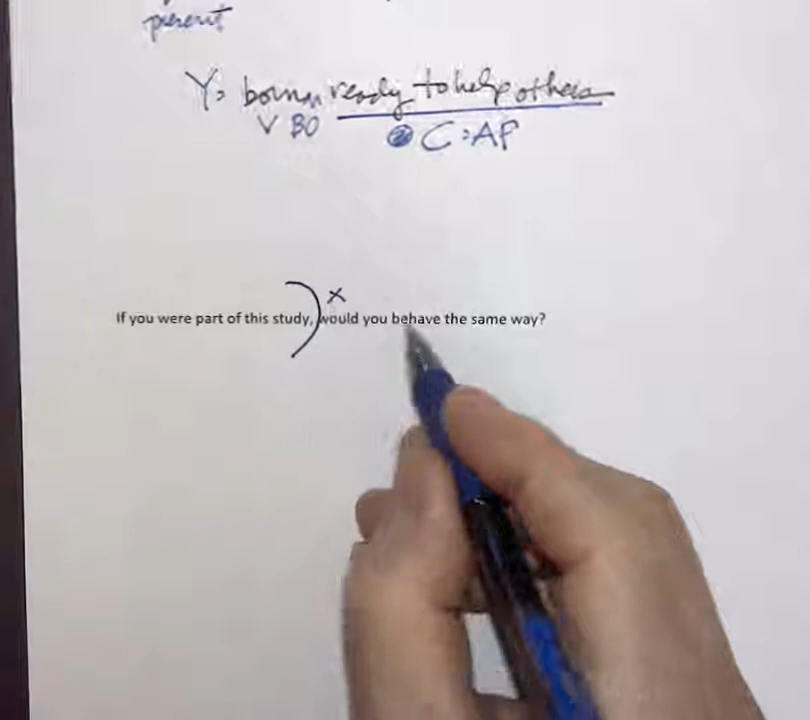 present
Y: born ready to help others
V BO C:AP
x
If you were part of this study, would you behave the same way?